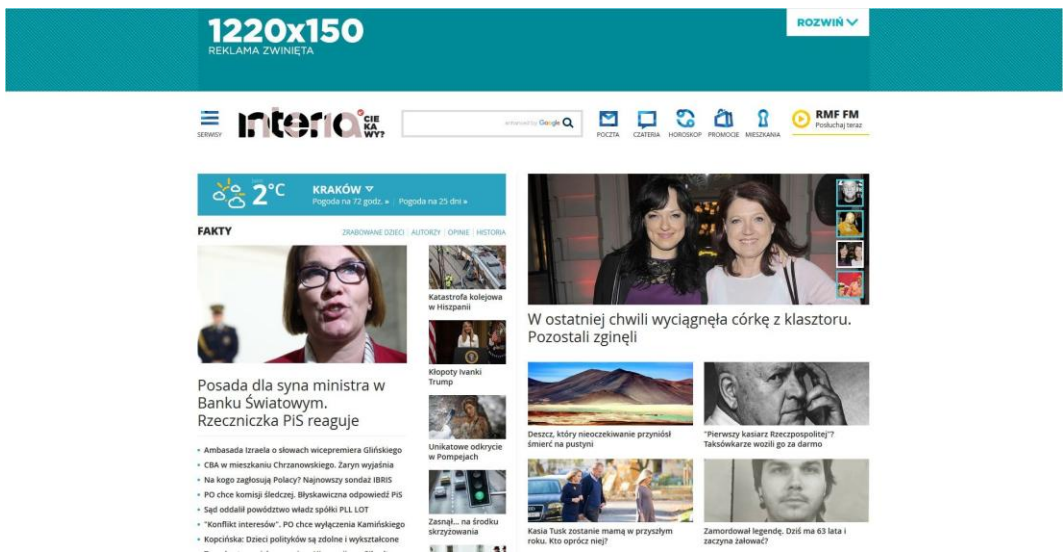 1220x150
REKLAMA ZWINIĘTA
ROZWIŃ
SERWISY
interia
CIE
KA
WY?
enhanced by Google
POCZTA
CZATERIA
HOROSKOP
PROMOCJE
MIESZKANIA
RMF FM
Posłuchaj teraz
2°C
KRAKÓW
Pogoda na 72 godz. » | Pogoda na 25 dni »
FAKTY
ZRABOWANE DZIECI | AUTORZY | OPINIE | HISTORIA
Posada dla syna ministra w
Banku Światowym.
Rzeczniczka PiS reaguje
• Ambasada Izraela o słowach wicepremiera Glińskiego
• CBA w mieszkaniu Chrzanowskiego. Żaryn wyjaśnia
• Na kogo zagłosują Polacy? Najnowszy sondaż IBRIS
• PO chce komisji śledczej. Błyskawiczna odpowiedź PiS
• Sąd oddalił powództwo władz spółki PLL LOT
• "Konflikt interesów". PO chce wyłączenia Kamińskiego
• Kopcińska: Dzieci polityków są zdolne i wykształcone
Katastrofa kolejowa
w Hiszpanii
Kłopoty Ivanki
Trump
Unikatowe odkrycie
w Pompejach
Zasnął... na środku
skrzyżowania
W ostatniej chwili wyciągnęła córkę z klasztoru.
Pozostali zginęli
Deszcz, który nieoczekiwanie przyniósł
śmierć na pustyni
"Pierwszy kasiarz Rzeczpospolitej"?
Taksówkarze wozili go za darmo
Kasia Tusk zostanie mamą w przyszłym
roku. Kto oprócz niej?
Zamordował legendę. Dziś ma 63 lata i
zaczyna żałować?